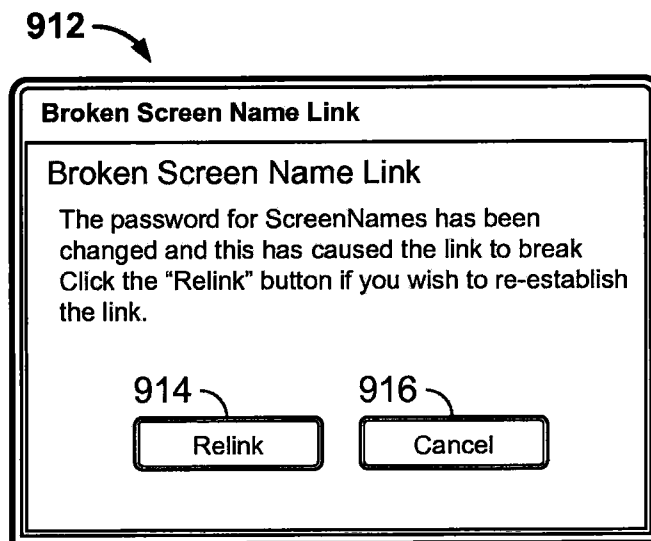 912
Broken Screen Name Link
Broken Screen Name Link
The password for ScreenNames has been
changed and this has caused the link to break
Click the “Relink” button if you wish to re-establish
the link.
914
916
Relink
Cancel